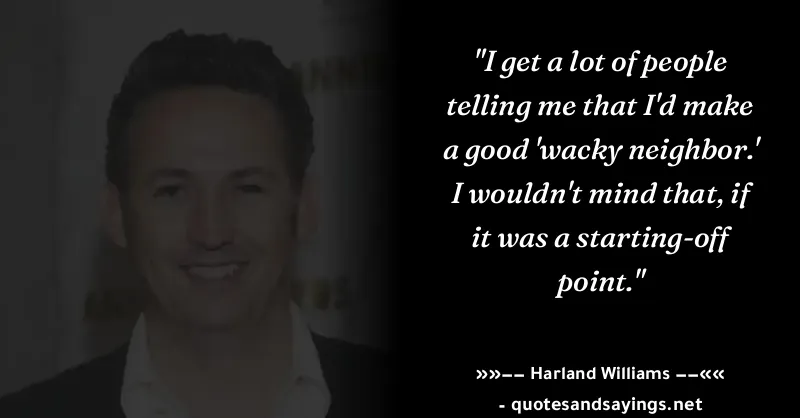 "I get a lot of people
telling me that I'd make
a good 'wacky neighbor.'
I wouldn't mind that, if
it was a starting-off
point."
»»–– Harland Williams ––««
- quotesandsayings.net